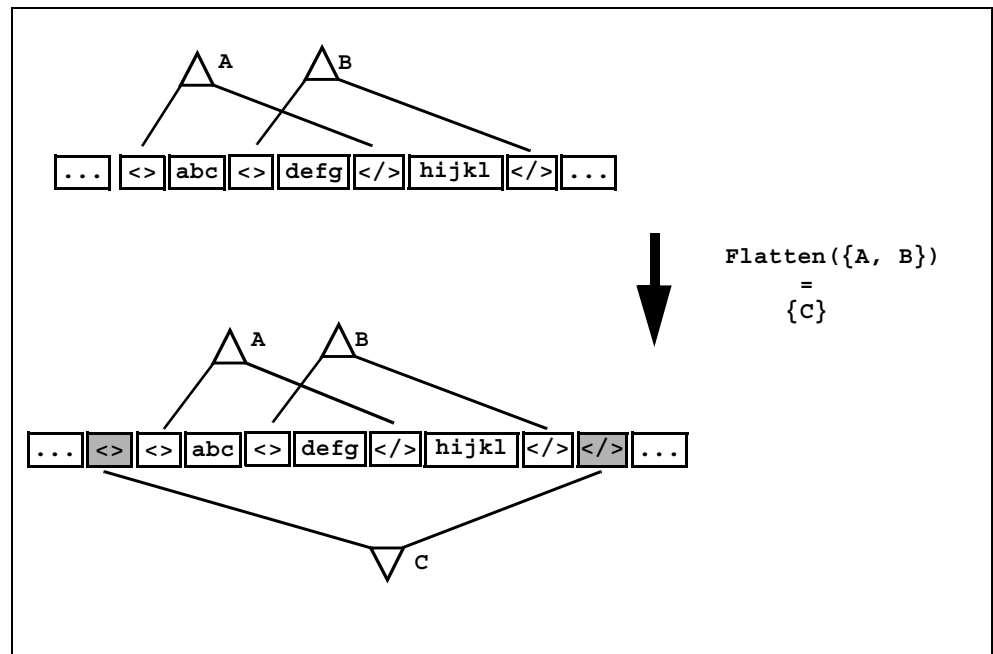 A B
... <> abc <> defg </> hijkl </> ...
Flatten({A, B})
=
{C}
A B
... <> <> abc <> defg </> hijkl </> </> ...
C